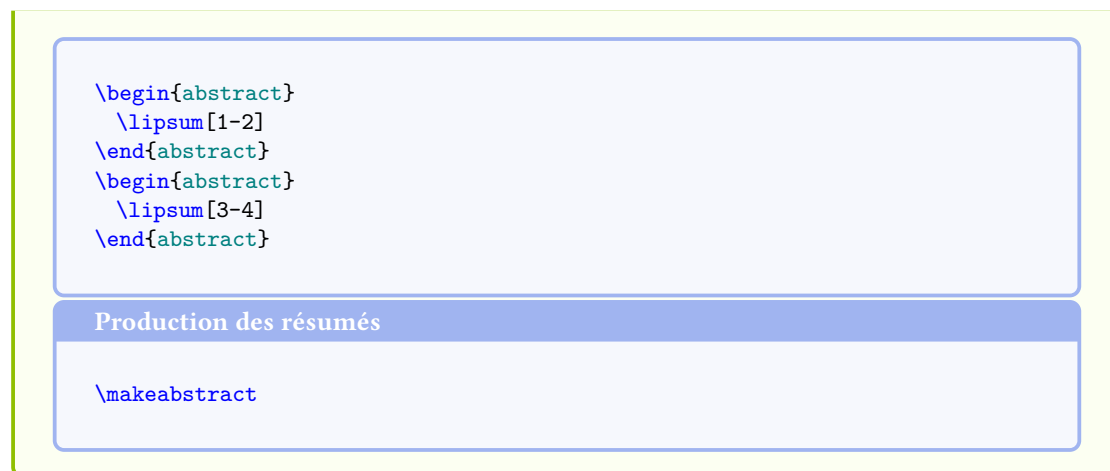 \begin{abstract}
  \lipsum[1-2]
\end{abstract}
\begin{abstract}
  \lipsum[3-4]
\end{abstract}
Production des résumés
\makeabstract